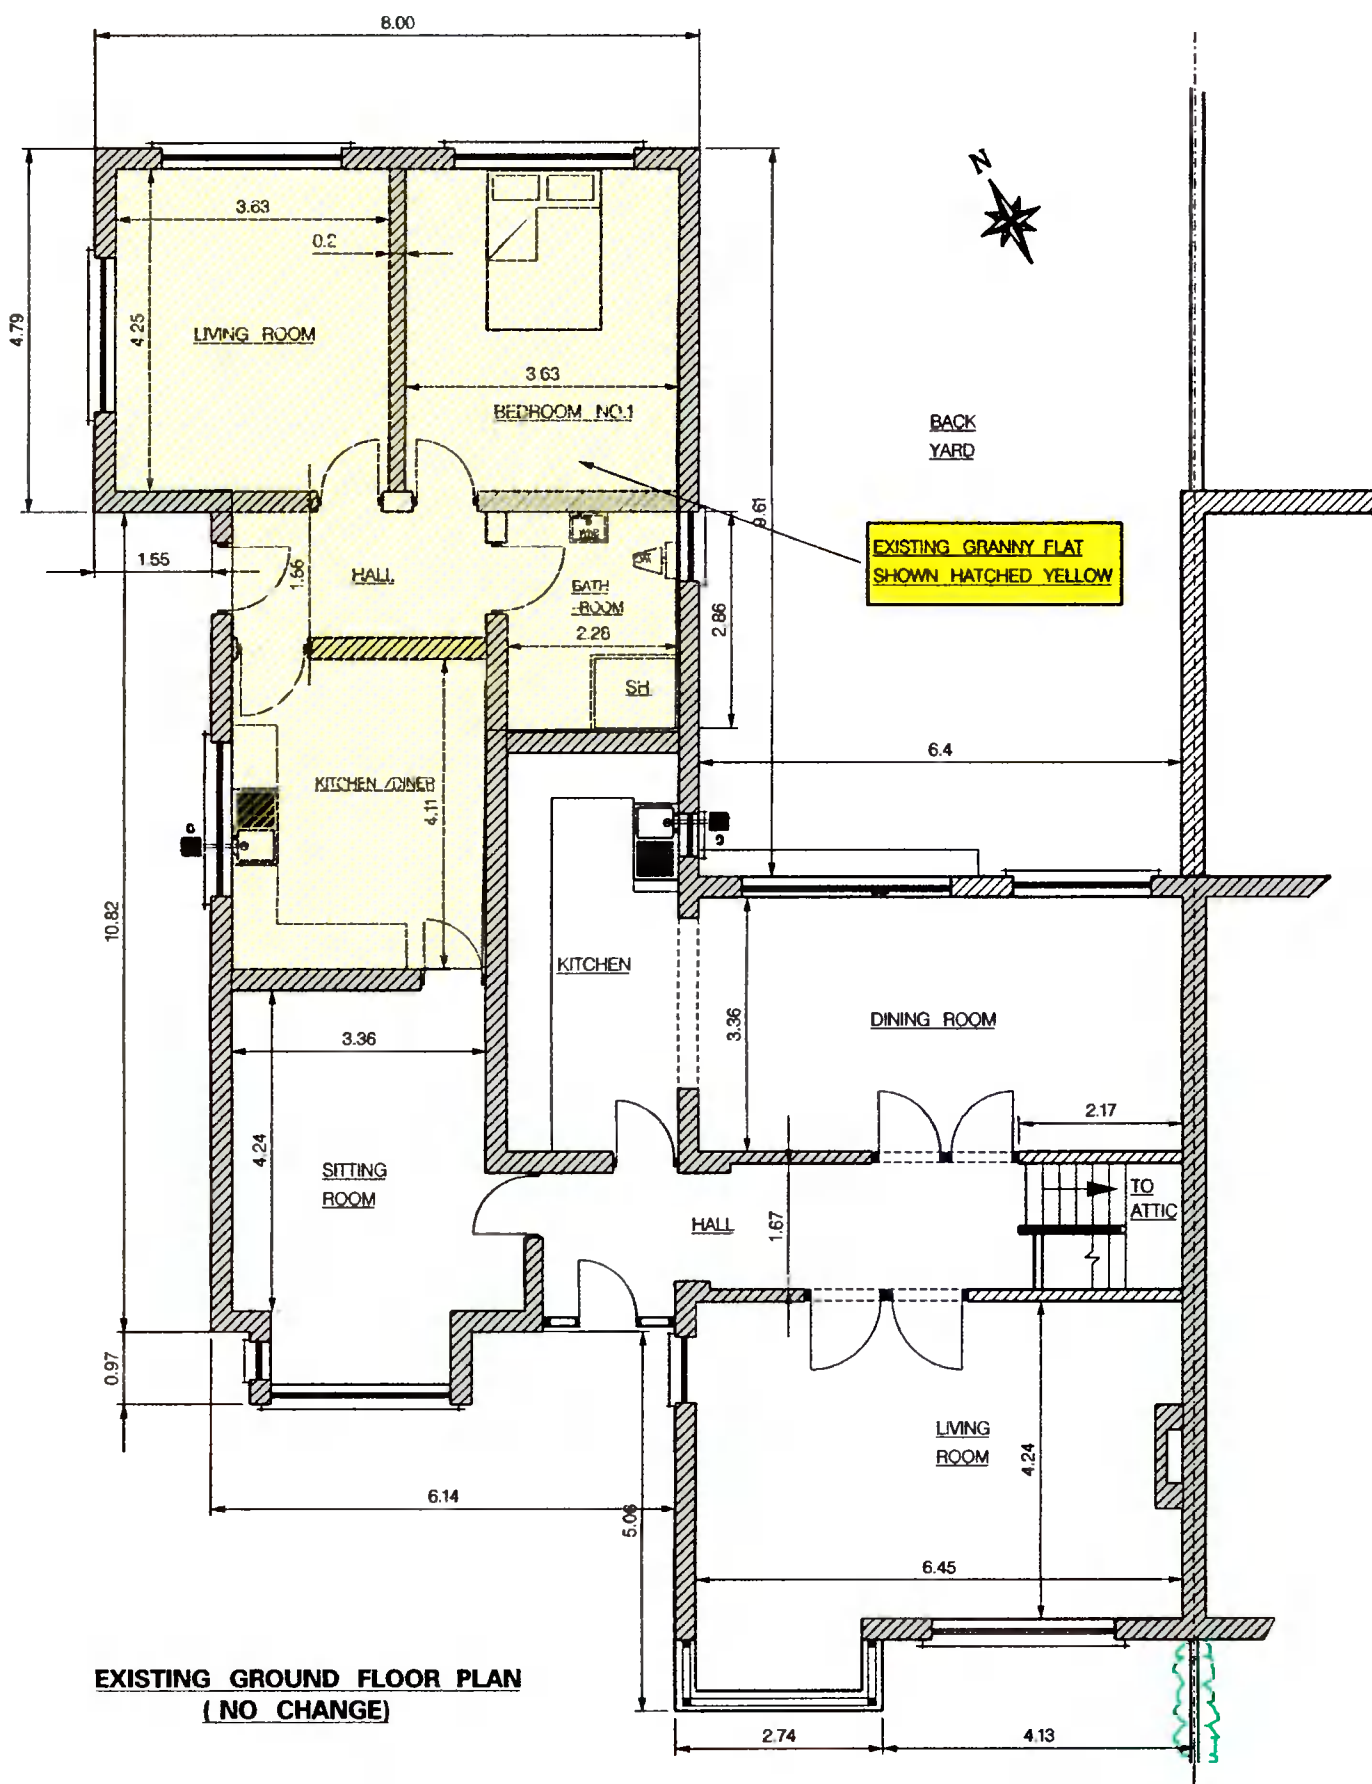 8.00
N
3.63
0.2
4.79
4.25
LIVING ROOM
3.63
BEDROOM NO.1
9.61
BACK
YARD
EXISTING GRANNY FLAT
SHOWN HATCHED YELLOW
1.55
1.66
HALL
BATH
-ROOM
2.28
2.86
SH
6.4
KITCHEN /DINER
4.11
10.82
KITCHEN
DINING ROOM
3.36
3.36
2.17
4.24
SITTING
ROOM
HALL
1.67
TO
ATTIC
0.97
LIVING
ROOM
4.24
6.14
5.06
6.45
EXISTING GROUND FLOOR PLAN
( NO CHANGE)
2.74
4.13